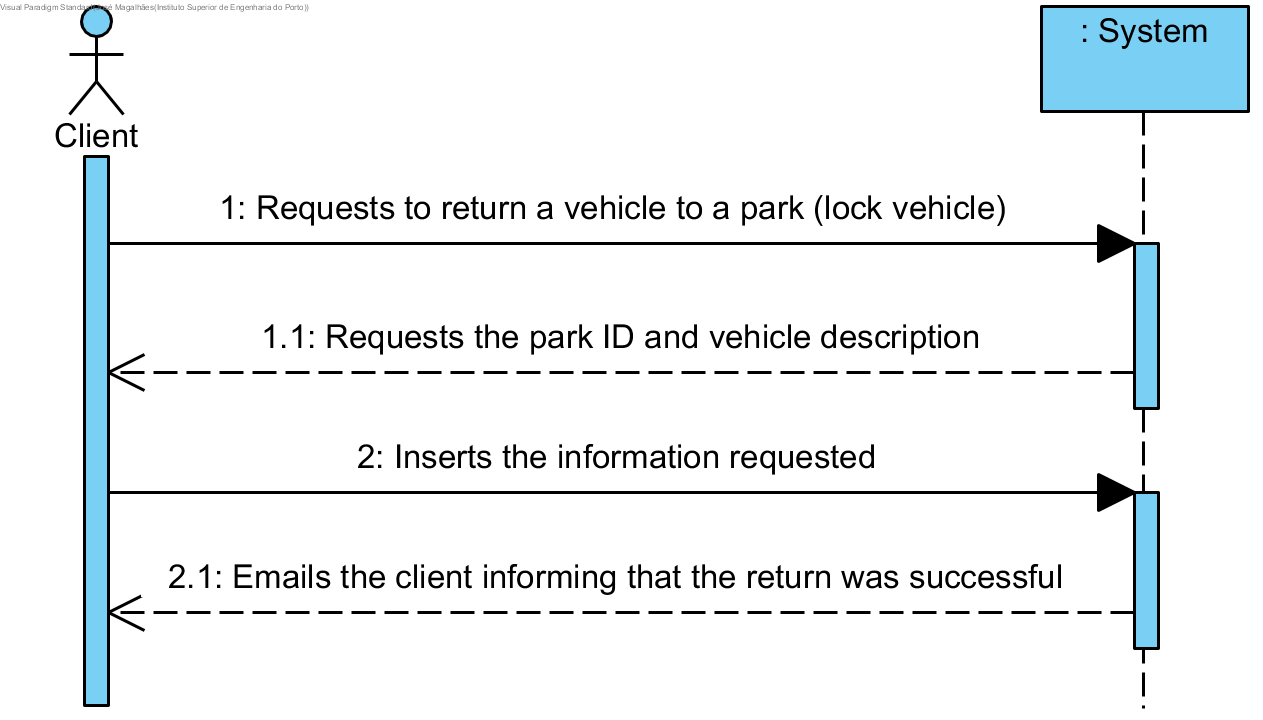 Visual Paradigm Standard(José Magalhães(Instituto Superior de Engenharia do Porto))
: System
Client
1: Requests to return a vehicle to a park (lock vehicle)
1.1: Requests the park ID and vehicle description
2: Inserts the information requested
2.1: Emails the client informing that the return was successful